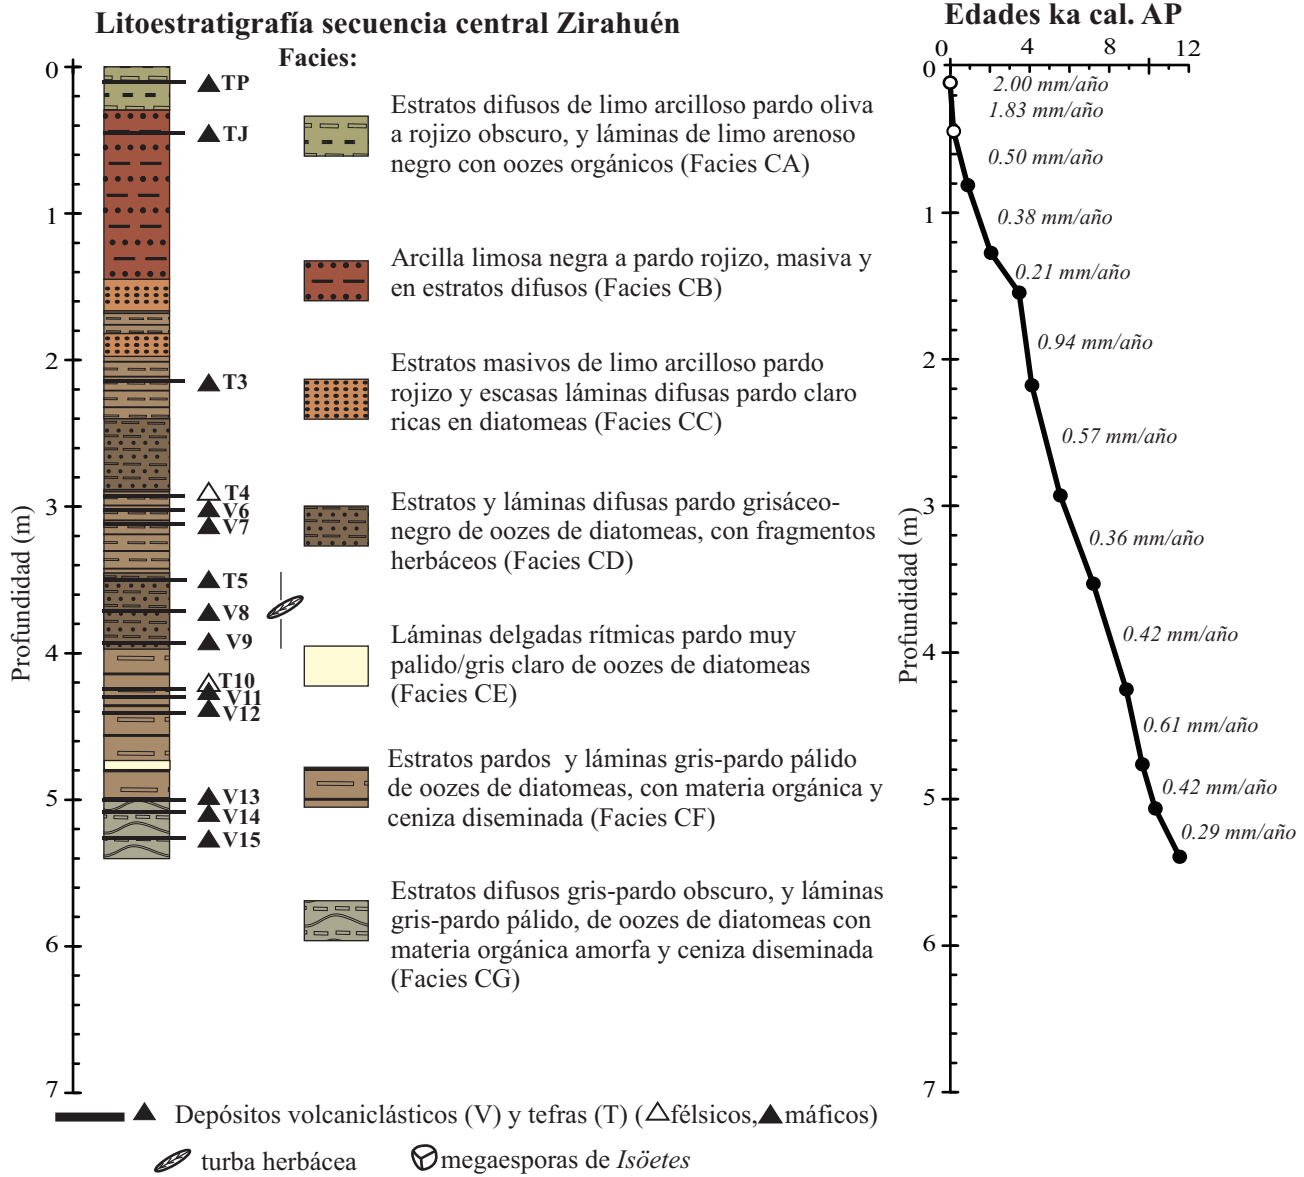 Litoestratigrafía secuencia central Zirahuén
Facies:
0
1
2
3
4
5
6
7
Profundidad (m)
TP
TJ
T3
T4
V6
V7
T5
V8
V9
T10
V11
V12
V13
V14
V15
Estratos difusos de limo arcilloso pardo oliva
a rojizo obscuro, y láminas de limo arenoso
negro con oozes orgánicos (Facies CA)
Arcilla limosa negra a pardo rojizo, masiva y
en estratos difusos (Facies CB)
Estratos masivos de limo arcilloso pardo
rojizo y escasas láminas difusas pardo claro
ricas en diatomeas (Facies CC)
Estratos y láminas difusas pardo grisáceo-
negro de oozes de diatomeas, con fragmentos
herbáceos (Facies CD)
Láminas delgadas rítmicas pardo muy
palido/gris claro de oozes de diatomeas
(Facies CE)
Estratos pardos y láminas gris-pardo pálido
de oozes de diatomeas, con materia orgánica y
ceniza diseminada (Facies CF)
Estratos difusos gris-pardo obscuro, y láminas
gris-pardo pálido, de oozes de diatomeas con
materia orgánica amorfa y ceniza diseminada
(Facies CG)
Edades ka cal. AP
0 4 8 12
0
1
2
3
4
5
6
7
Profundidad (m)
2.00 mm/año
1.83 mm/año
0.50 mm/año
0.38 mm/año
0.21 mm/año
0.94 mm/año
0.57 mm/año
0.36 mm/año
0.42 mm/año
0.61 mm/año
0.42 mm/año
0.29 mm/año
Depósitos volcaniclásticos (V) y tefras (T) (félsicos, máficos)
turba herbácea megaesporas de Isöetes